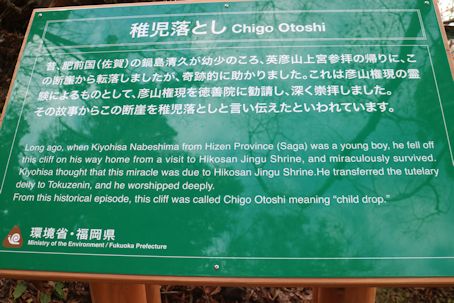 稚児落とし Chigo Otoshi
昔、肥前国(佐賀)の鍋島清久が幼少のころ、英彦山上宮参拝の帰りに、こ
の断崖から転落しましたが、奇跡的に助かりました。これは彦山権現の霊
験によるものとして、彦山権現を徳善院に勧請し、深く崇拝しました。
その故事からこの断崖を稚児落としと言い伝えたといわれています。
Long ago, when Kiyohisa Nabeshima from Hizen Province (Saga) was a young boy, he fell off
this cliff on his way home from a visit to Hikosan Jingu Shrine, and miraculously survived.
Kiyohisa thought that this miracle was due to Hikosan Jingu Shrine.He transferred the tutelary
deily to Tokuzenin, and he worshipped deeply.
From this historical episode, this cliff was called Chigo Otoshi meaning “child drop.”
環境省・福岡県
Ministry of the Environment / Fukuoka Prefecture